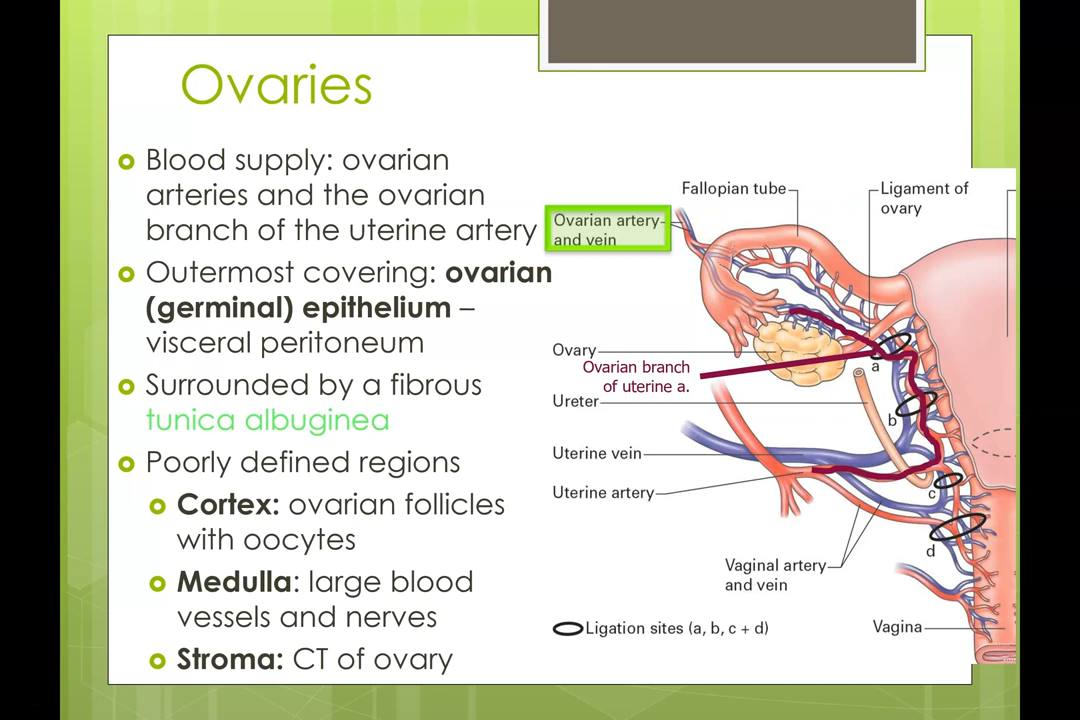 Ovaries
Blood supply: ovarian
arteries and the ovarian
branch of the uterine artery
Outermost covering: ovarian
(germinal) epithelium –
visceral peritoneum
Surrounded by a fibrous
tunica albuginea
Poorly defined regions
Cortex: ovarian follicles
with oocytes
Medulla: large blood
vessels and nerves
Stroma: CT of ovary
Fallopian tube
Ligament of
ovary
Ovarian artery
and vein
Ovary
Ovarian branch
of uterine a.
Ureter
Uterine vein
Uterine artery
a
b
c
d
Vaginal artery
and vein
Ligation sites (a, b, c + d)
Vagina